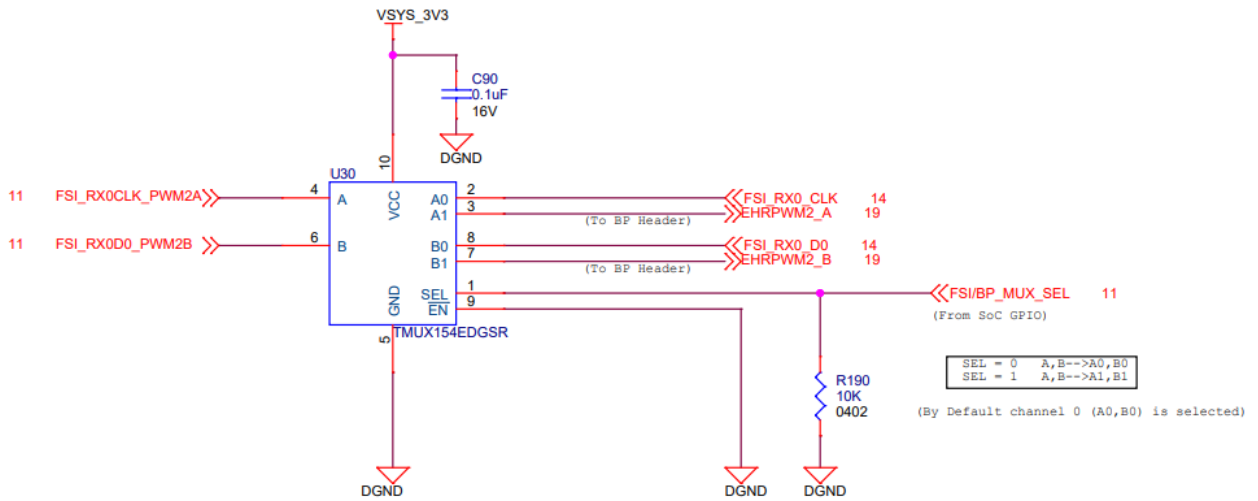 VSYS_3V3
C90
0.1uF
16V
DGND
U30
10
VCC
11 FSI_RX0CLK_PWM2A 4 A
A0 2 FSI_RX0_CLK 14
A1 3 (To BP Header) EHRPWM2_A 19
11 FSI_RX0D0_PWM2B 6 B
B0 8 FSI_RX0_D0 14
B1 7 (To BP Header) EHRPWM2_B 19
SEL 1 FSI/BP_MUX_SEL 11
(From SoC GPIO)
EN 9
GND
5
TMUX154EDGSR
SEL = 0 A,B-->A0,B0
SEL = 1 A,B-->A1,B1
R190
10K
0402
(By Default channel 0 (A0,B0) is selected)
DGND
DGND
DGND